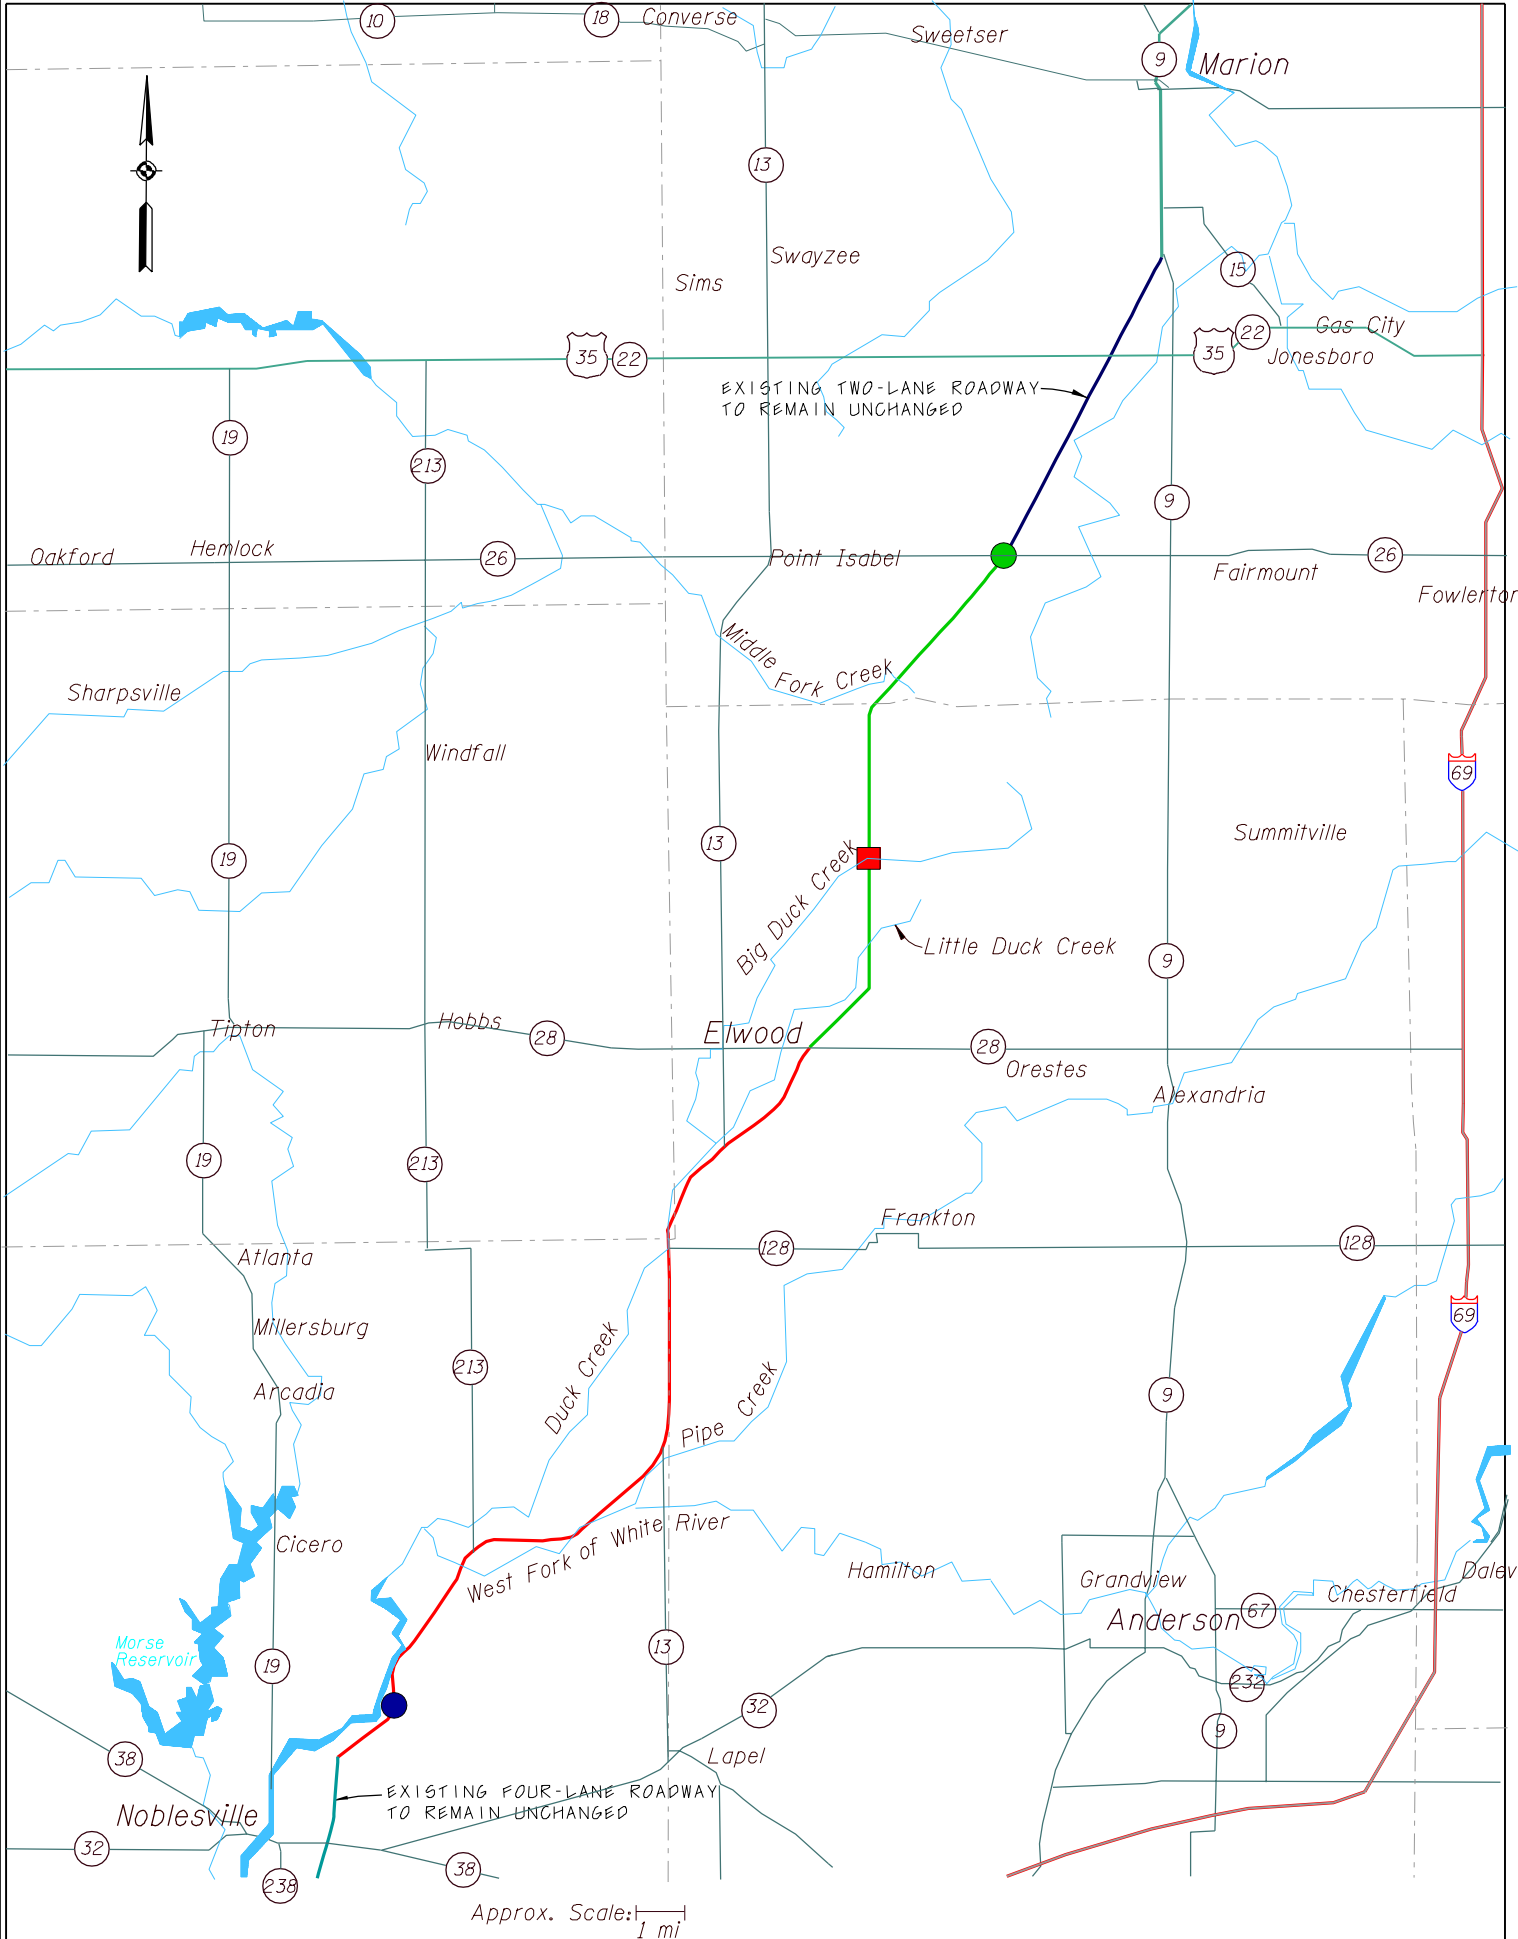 10
18
Converse
Sweetser
9
Marion
13
Swayzee
Sims
15
35
22
35
22
Gas City
Jonesboro
EXISTING TWO-LANE ROADWAY
TO REMAIN UNCHANGED
19
213
9
Oakford
Hemlock
26
Point Isabel
26
Fairmount
Fowlerton
Middle
Fork Creek
Sharpsville
Windfall
69
Summitville
13
19
Big Duck Creek
Little Duck Creek
9
Tipton
Hobbs
28
Elwood
28
Orestes
Alexandria
19
213
Frankton
128
128
Atlanta
69
Millersburg
213
Duck Creek
Arcadia
Pipe Creek
9
Cicero
West Fork of White River
Hamilton
Grandview
Chesterfield
Dalev
Anderson
67
Morse
Reservoir
19
13
232
32
9
38
Lapel
EXISTING FOUR-LANE ROADWAY
TO REMAIN UNCHANGED
Noblesville
32
38
238
Approx. Scale:
1 mi